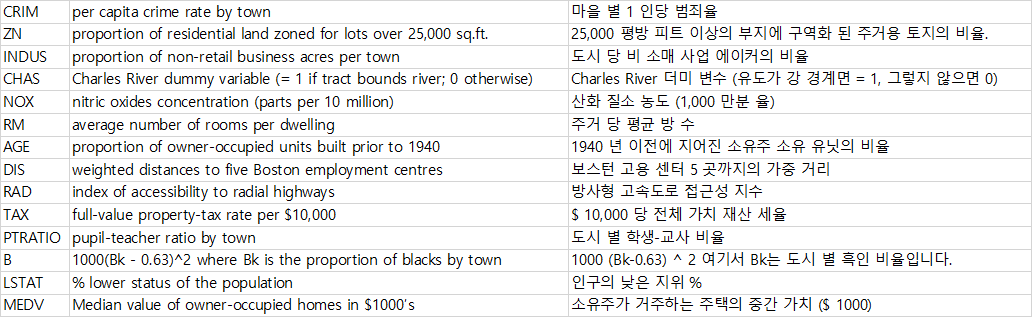 CRIM per capita crime rate by town 마을 별 1 인당 범죄율
ZN proportion of residential land zoned for lots over 25,000 sq.ft. 25,000 평방 피트 이상의 부지에 구역화 된 주거용 토지의 비율.
INDUS proportion of non-retail business acres per town 도시 당 비 소매 사업 에이커의 비율
CHAS Charles River dummy variable (= 1 if tract bounds river; 0 otherwise) Charles River 더미 변수 (유도가 강 경계면 = 1, 그렇지 않으면 0)
NOX nitric oxides concentration (parts per 10 million) 산화 질소 농도 (1,000 만분 율)
RM average number of rooms per dwelling 주거 당 평균 방 수
AGE proportion of owner-occupied units built prior to 1940 1940 년 이전에 지어진 소유주 소유 유닛의 비율
DIS weighted distances to five Boston employment centres 보스턴 고용 센터 5 곳까지의 가중 거리
RAD index of accessibility to radial highways 방사형 고속도로 접근성 지수
TAX full-value property-tax rate per $10,000 $ 10,000 당 전체 가치 재산 세율
PTRATIO pupil-teacher ratio by town 도시 별 학생-교사 비율
B 1000(Bk - 0.63)^2 where Bk is the proportion of blacks by town 1000 (Bk-0.63) ^ 2 여기서 Bk는 도시 별 흑인 비율입니다.
LSTAT % lower status of the population 인구의 낮은 지위 %
MEDV Median value of owner-occupied homes in $1000's 소유주가 거주하는 주택의 중간 가치 ($ 1000)